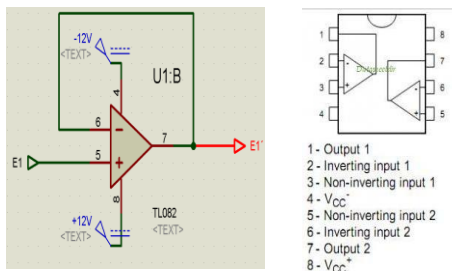 -12V
<TEXT>
U1:B
4
6
7
E1'
E1
5
8
+12V
<TEXT>
TL082
<TEXT>
1
8
2
7
3
6
4
5
1 - Output 1
2 - Inverting input 1
3 - Non-inverting input 1
4 - VCC-
5 - Non-inverting input 2
6 - Inverting input 2
7 - Output 2
8 - VCC+